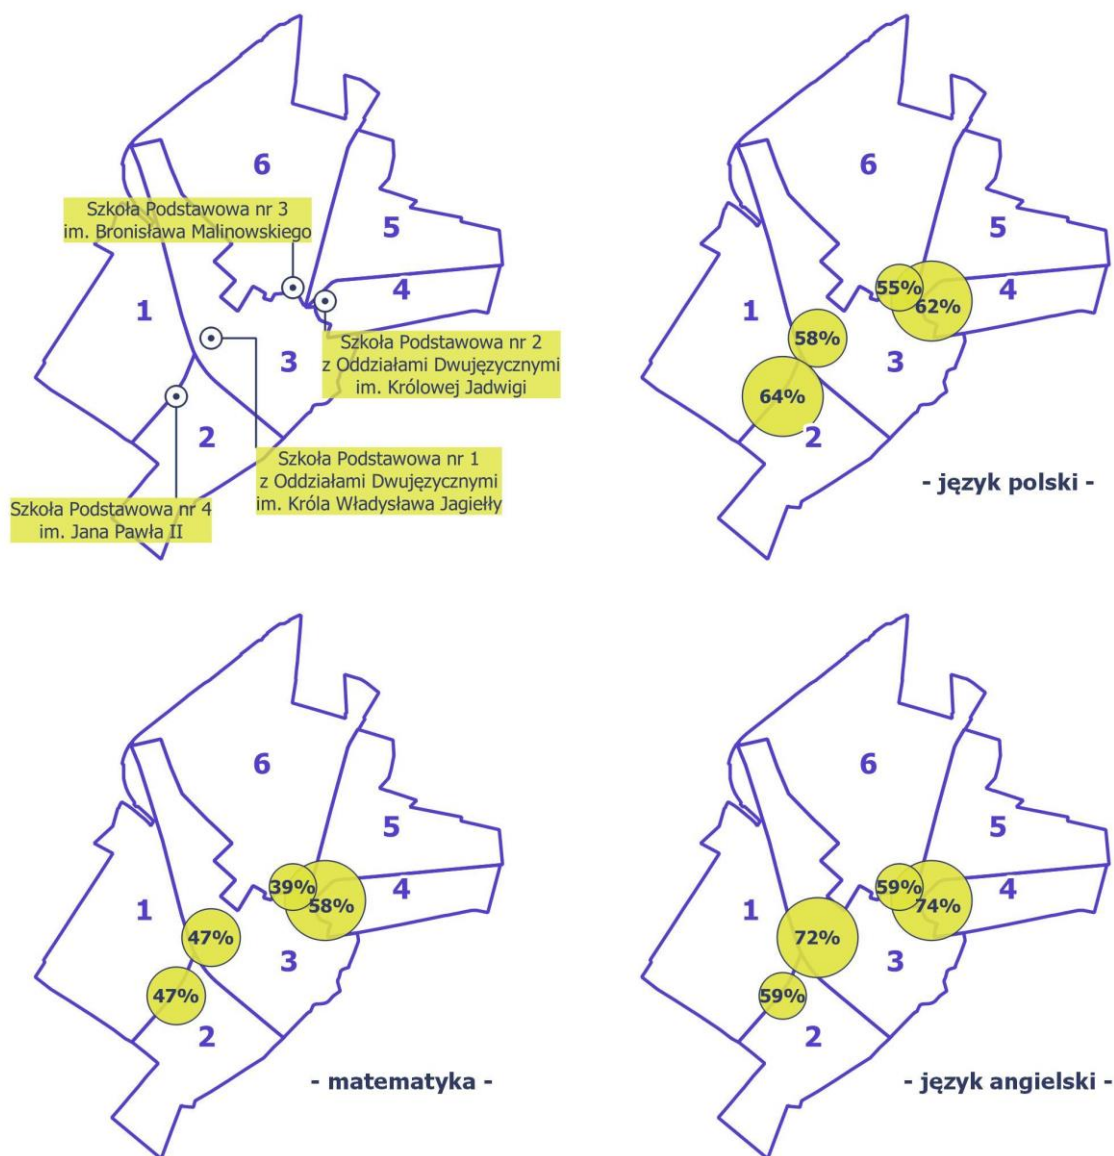 6
Szkoła Podstawowa nr 3
im. Bronisława Malinowskiego
5
4
1
Szkoła Podstawowa nr 2
z Oddziałami Dwujęzycznymi
im. Królowej Jadwigi
3
2
Szkoła Podstawowa nr 1
z Oddziałami Dwujęzycznymi
im. Króla Władysława Jagiełły
Szkoła Podstawowa nr 4
im. Jana Pawła II
6
5
55%
4
62%
1
58%
3
64%
2
- język polski -
6
5
39%
4
58%
1
47%
3
47%
2
- matematyka -
6
5
59%
4
74%
1
72%
3
59%
2
- język angielski -